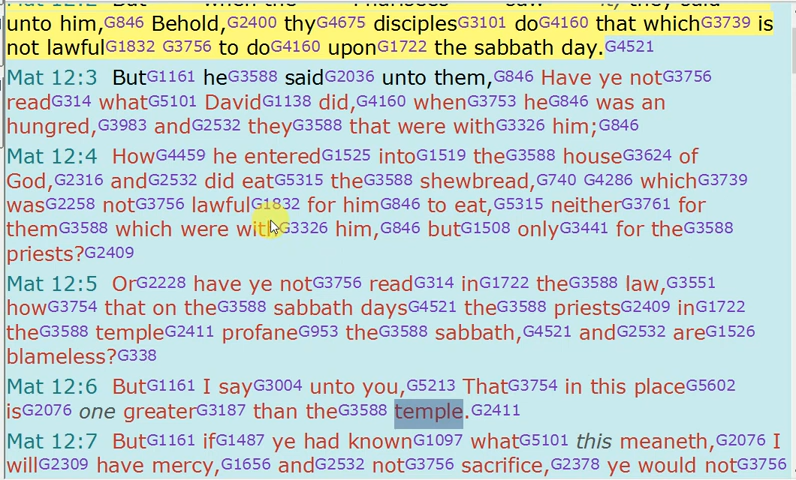 unto him,G846 Behold,G2400 thyG4675 disciplesG3101 doG4160 that whichG3739 is
not lawfulG1832 G3756 to doG4160 uponG1722 the sabbath day.G4521
Mat 12:3 ButG1161 heG3588 saidG2036 unto them,G846 Have ye notG3756
readG314 whatG5101 DavidG1138 did,G4160 whenG3753 heG846 was an
hungred,G3983 andG2532 theyG3588 that were withG3326 him;G846
Mat 12:4 HowG4459 he enteredG1525 intoG1519 theG3588 houseG3624 of
God,G2316 andG2532 did eatG5315 theG3588 shewbread,G740 G4286 whichG3739
wasG2258 notG3756 lawfulG1832 for himG846 to eat,G5315 neitherG3761 for
themG3588 which were withG3326 him,G846 butG1508 onlyG3441 for theG3588
priests?G2409
Mat 12:5 OrG2228 have ye notG3756 readG314 inG1722 theG3588 law,G3551
howG3754 that on theG3588 sabbath daysG4521 theG3588 priestsG2409 inG1722
theG3588 templeG2411 profaneG953 theG3588 sabbath,G4521 andG2532 areG1526
blameless?G338
Mat 12:6 ButG1161 I sayG3004 unto you,G5213 ThatG3754 in this placeG5602
isG2076 one greaterG3187 than theG3588 temple.G2411
Mat 12:7 ButG1161 ifG1487 ye had knownG1097 whatG5101 this meaneth,G2076 I
willG2309 have mercy,G1656 andG2532 notG3756 sacrifice,G2378 ye would notG3756